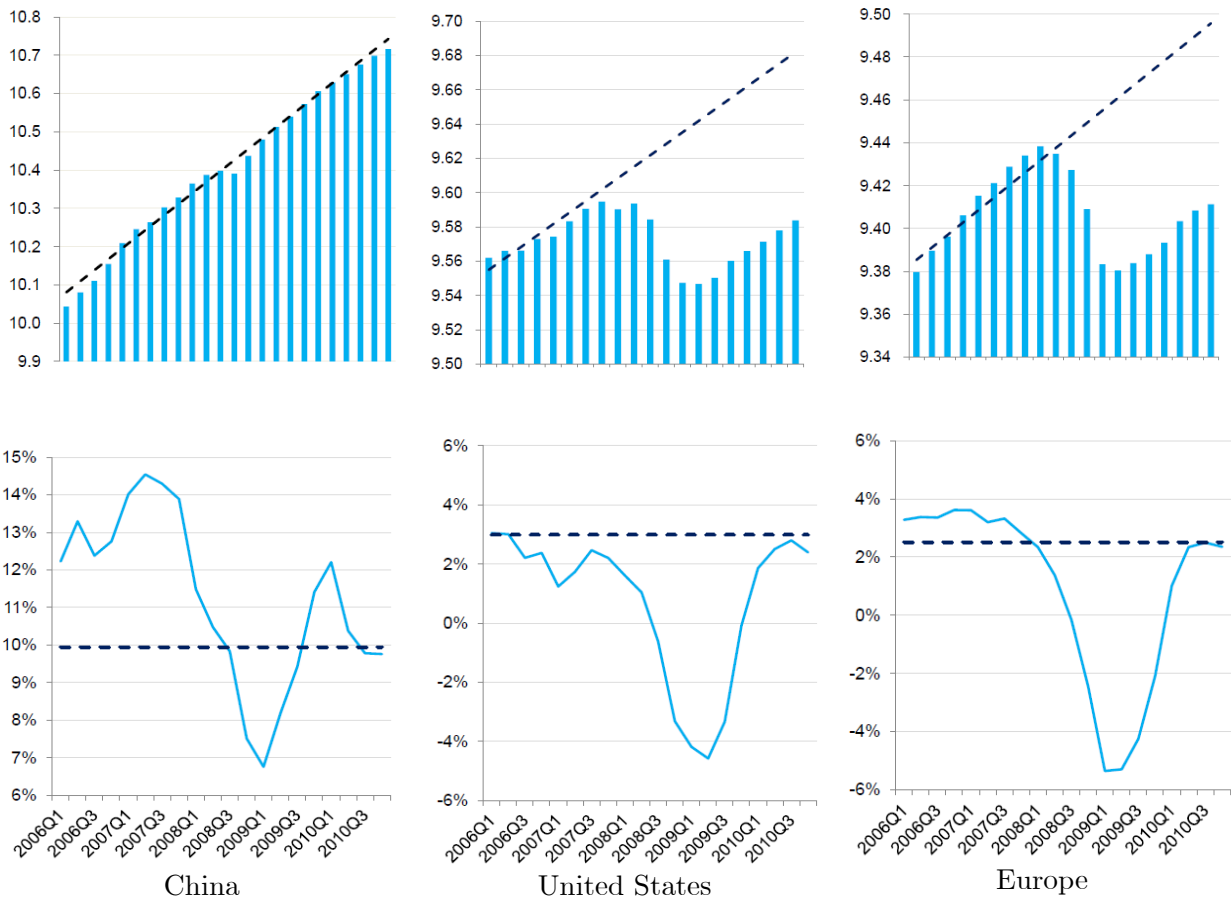 10.8
10.7
10.6
10.5
10.4
10.3
10.2
10.1
10.0
9.9
9.70
9.68
9.66
9.64
9.62
9.60
9.58
9.56
9.54
9.52
9.50
9.50
9.48
9.46
9.44
9.42
9.40
9.38
9.36
9.34
15%
14%
13%
12%
11%
10%
9%
8%
7%
6%
2006Q1
2006Q3
2007Q1
2007Q3
2008Q1
2008Q3
2009Q1
2009Q3
2010Q1
2010Q3
China
6%
4%
2%
0%
-2%
-4%
-6%
2006Q1
2006Q3
2007Q1
2007Q3
2008Q1
2008Q3
2009Q1
2009Q3
2010Q1
2010Q3
United States
6%
4%
2%
0%
-2%
-4%
-6%
2006Q1
2006Q3
2007Q1
2007Q3
2008Q1
2008Q3
2009Q1
2009Q3
2010Q1
2010Q3
Europe